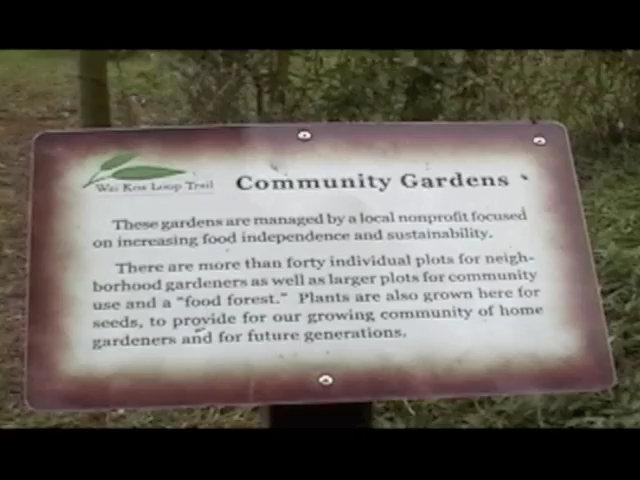 Wai Koa Loop Trail
Community Gardens
These gardens are managed by a local nonprofit focused
on increasing food independence and sustainability.
There are more than forty individual plots for neigh-
borhood gardeners as well as larger plots for community
use and a "food forest." Plants are also grown here for
seeds, to provide for our growing community of home
gardeners and for future generations.